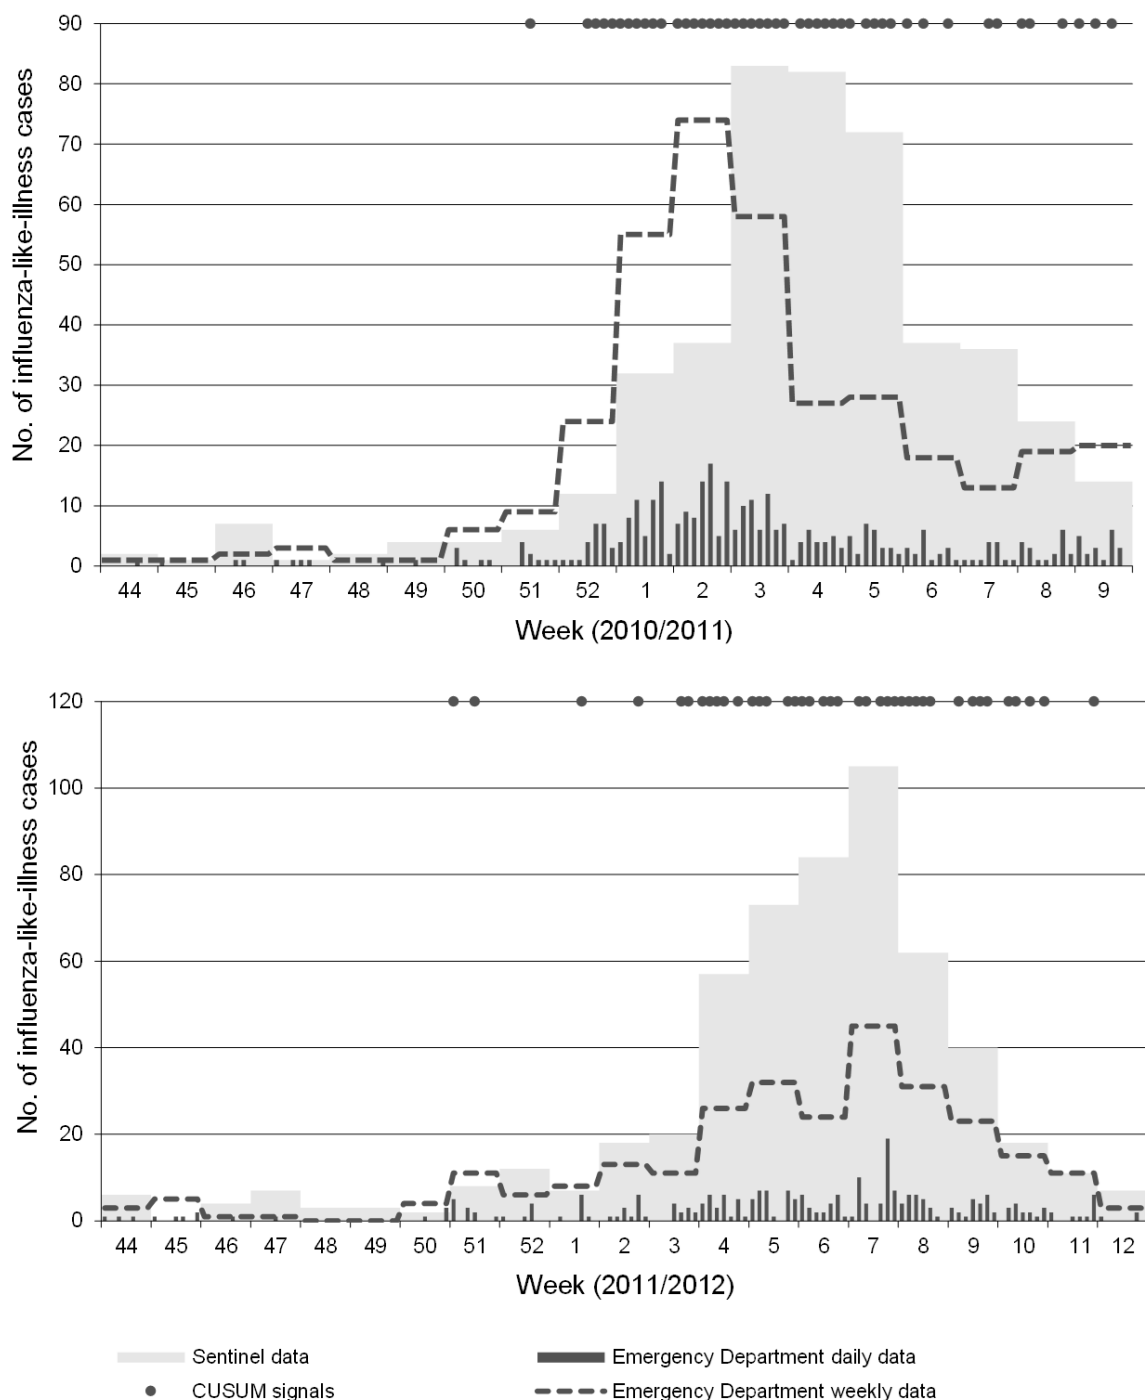 No. of influenza-like-illness cases
90
80
70
60
50
40
30
20
10
0
44 45 46 47 48 49 50 51 52 1 2 3 4 5 6 7 8 9
Week (2010/2011)
No. of influenza-like-illness cases
120
100
80
60
40
20
0
44 45 46 47 48 49 50 51 52 1 2 3 4 5 6 7 8 9 10 11 12
Week (2011/2012)
Sentinel data Emergency Department daily data
CUSUM signals Emergency Department weekly data